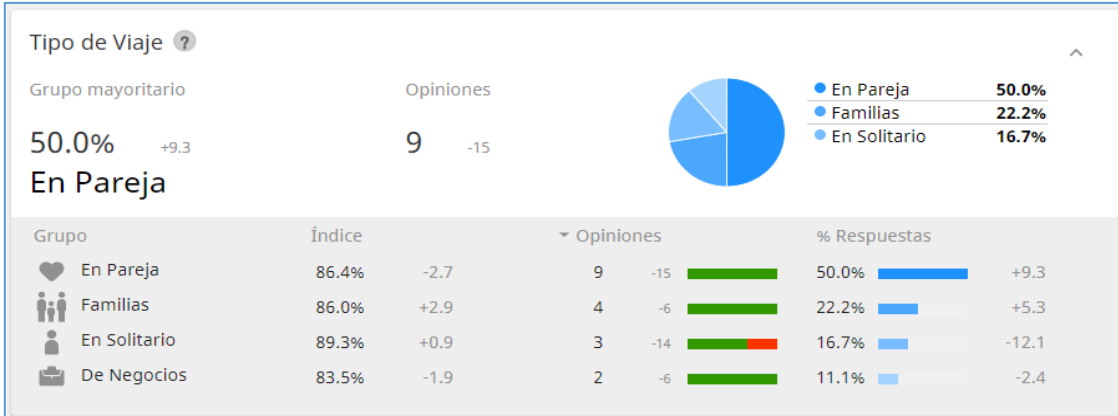 Tipo de Viaje ?
Grupo mayoritario Opiniones
50.0% +9.3 9 -15
En Pareja
En Pareja 50.0%
Familias 22.2%
En Solitario 16.7%
Grupo Índice Opiniones % Respuestas
En Pareja 86.4% -2.7 9 -15 50.0% +9.3
Familias 86.0% +2.9 4 -6 22.2% +5.3
En Solitario 89.3% +0.9 3 -14 16.7% -12.1
De Negocios 83.5% -1.9 2 -6 11.1% -2.4